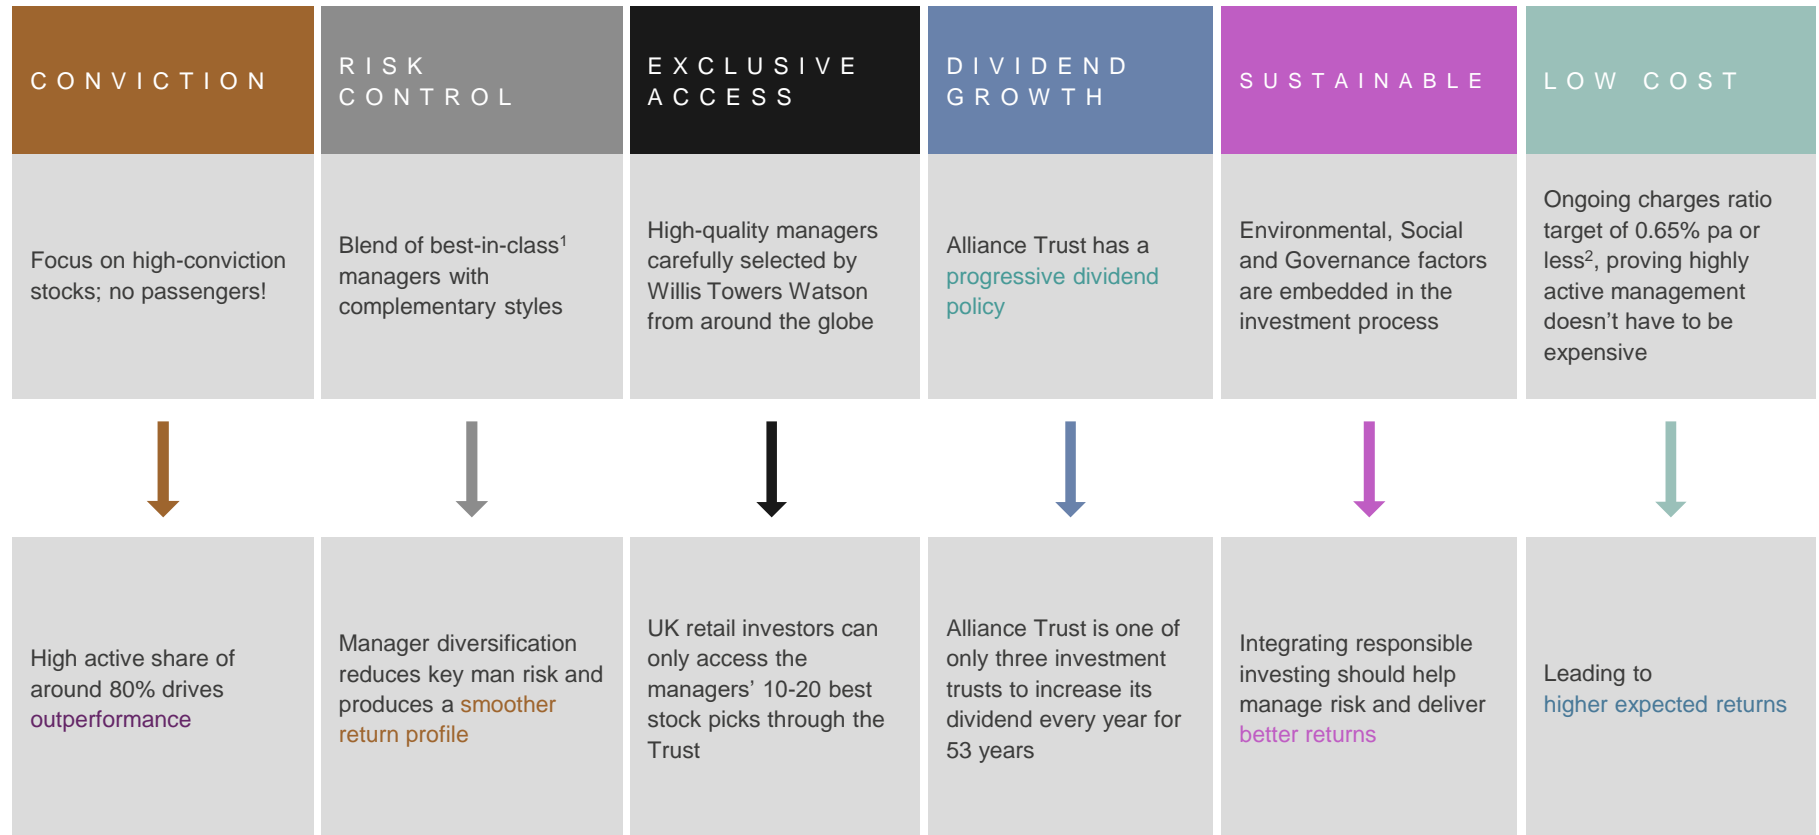 CONVICTION
Focus on high-conviction
stocks; no passengers!
High active share of
around 80% drives
outperformance
RISK
CONTROL
Blend of best-in-class¹
managers with
complementary styles
Manager diversification
reduces key man risk and
produces a smoother
return profile
EXCLUSIVE
ACCESS
High-quality managers
carefully selected by
Willis Towers Watson
from around the globe
UK retail investors can
only access the
managers’ 10-20 best
stock picks through the
Trust
DIVIDEND
GROWTH
Alliance Trust has a
progressive dividend
policy
Alliance Trust is one of
only three investment
trusts to increase its
dividend every year for
53 years
SUSTAINABLE
Environmental, Social
and Governance factors
are embedded in the
investment process
Integrating responsible
investing should help
manage risk and deliver
better returns
LOW COST
Ongoing charges ratio
target of 0.65% pa or
less², proving highly
active management
doesn’t have to be
expensive
Leading to
higher expected returns